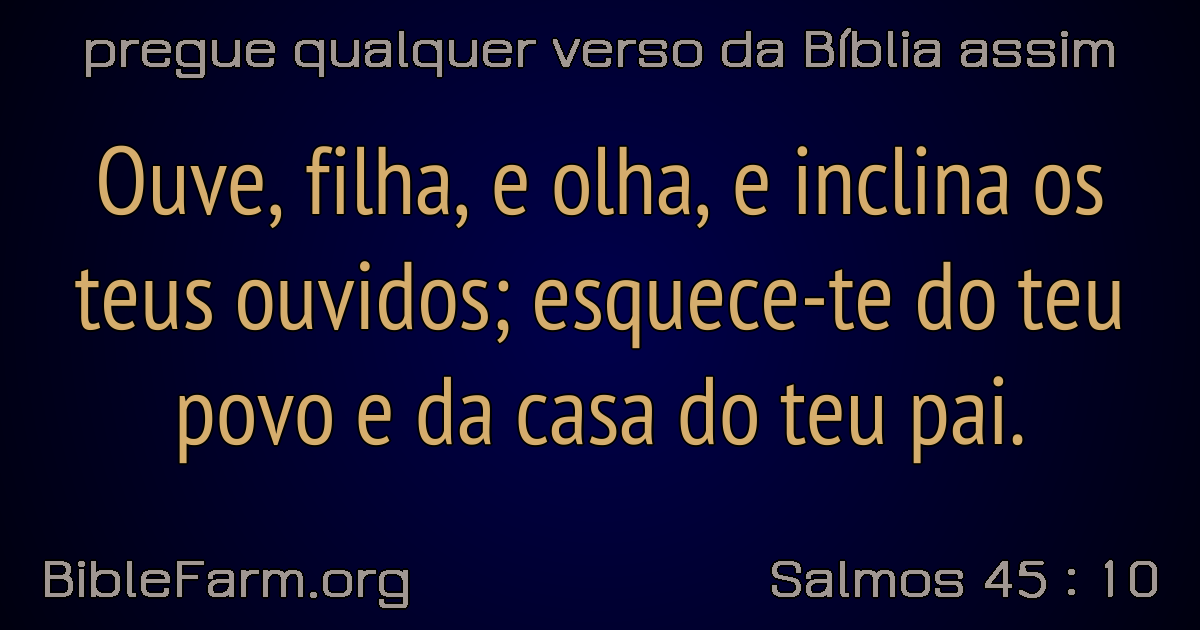 pregue qualquer verso da Bíblia assim
Ouve, filha, e olha, e inclina os
teus ouvidos; esquece-te do teu
povo e da casa do teu pai.
BibleFarm.org
Salmos 45 : 10